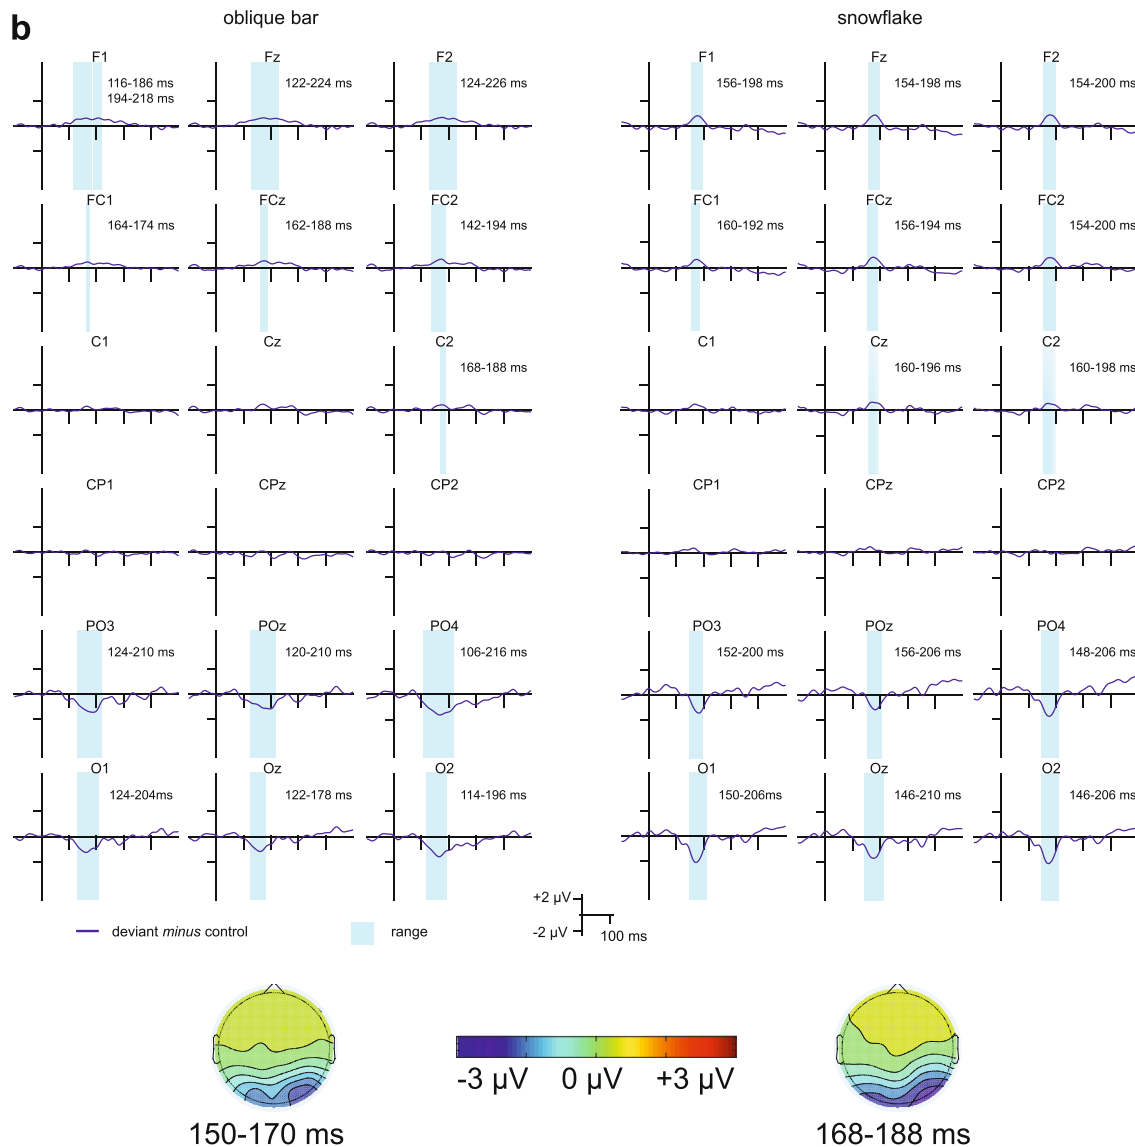 b
oblique bar
snowflake
F1
116-186 ms
194-218 ms
Fz
122-224 ms
F2
124-226 ms
F1
156-198 ms
Fz
154-198 ms
F2
154-200 ms
FC1
164-174 ms
FCz
162-188 ms
FC2
142-194 ms
FC1
160-192 ms
FCz
156-194 ms
FC2
154-200 ms
C1
Cz
C2
168-188 ms
C1
Cz
160-196 ms
C2
160-198 ms
CP1
CPz
CP2
CP1
CPz
CP2
PO3
124-210 ms
POz
120-210 ms
PO4
106-216 ms
PO3
152-200 ms
POz
156-206 ms
PO4
148-206 ms
O1
124-204ms
Oz
122-178 ms
O2
114-196 ms
O1
150-206ms
Oz
146-210 ms
O2
146-206 ms
deviant minus control
range
+2 µV
-2 µV
100 ms
-3 µV 0 µV +3 µV
150-170 ms
168-188 ms